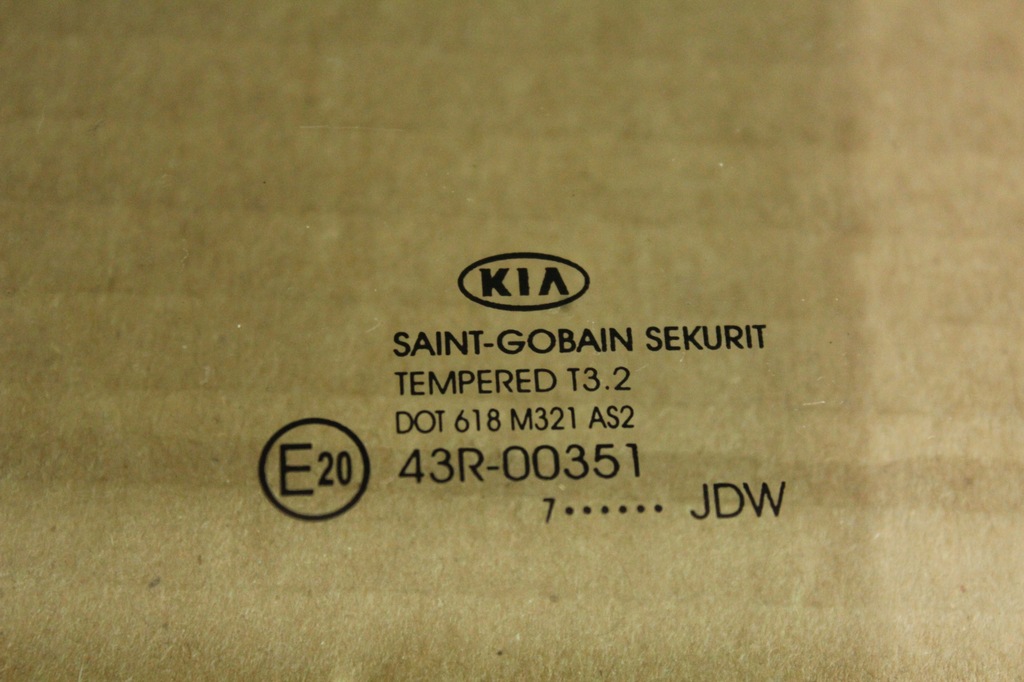 KIA
SAINT-GOBAIN SEKURIT
TEMPERED T3.2
DOT 618 M321 AS2
E20 43R-00351
7 •••••• JDW